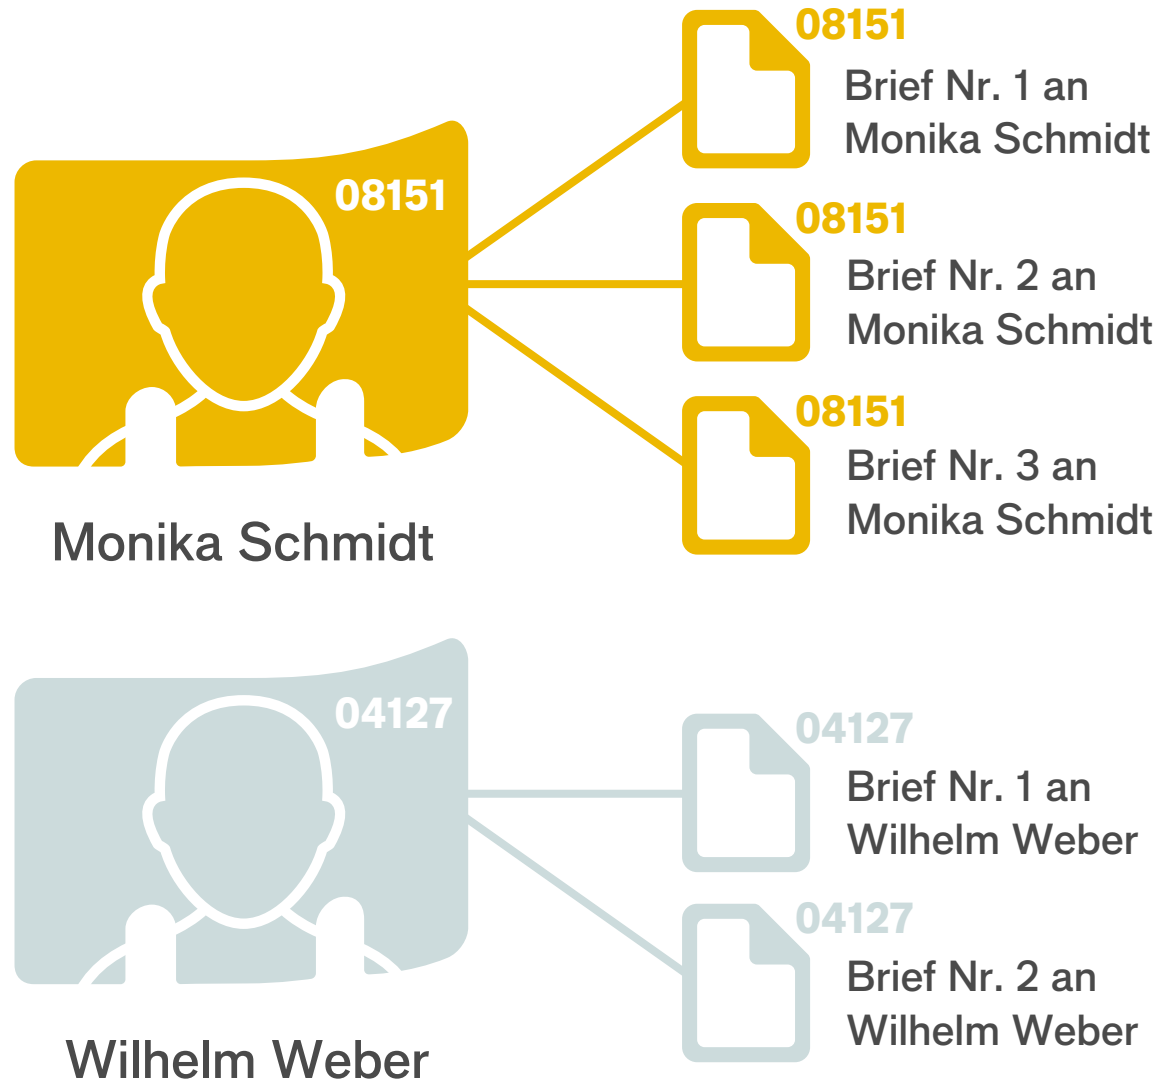 08151
08151
Brief Nr. 1 an
Monika Schmidt
08151
Brief Nr. 2 an
Monika Schmidt
08151
Brief Nr. 3 an
Monika Schmidt
Monika Schmidt
04127
04127
Brief Nr. 1 an
Wilhelm Weber
04127
Brief Nr. 2 an
Wilhelm Weber
Wilhelm Weber